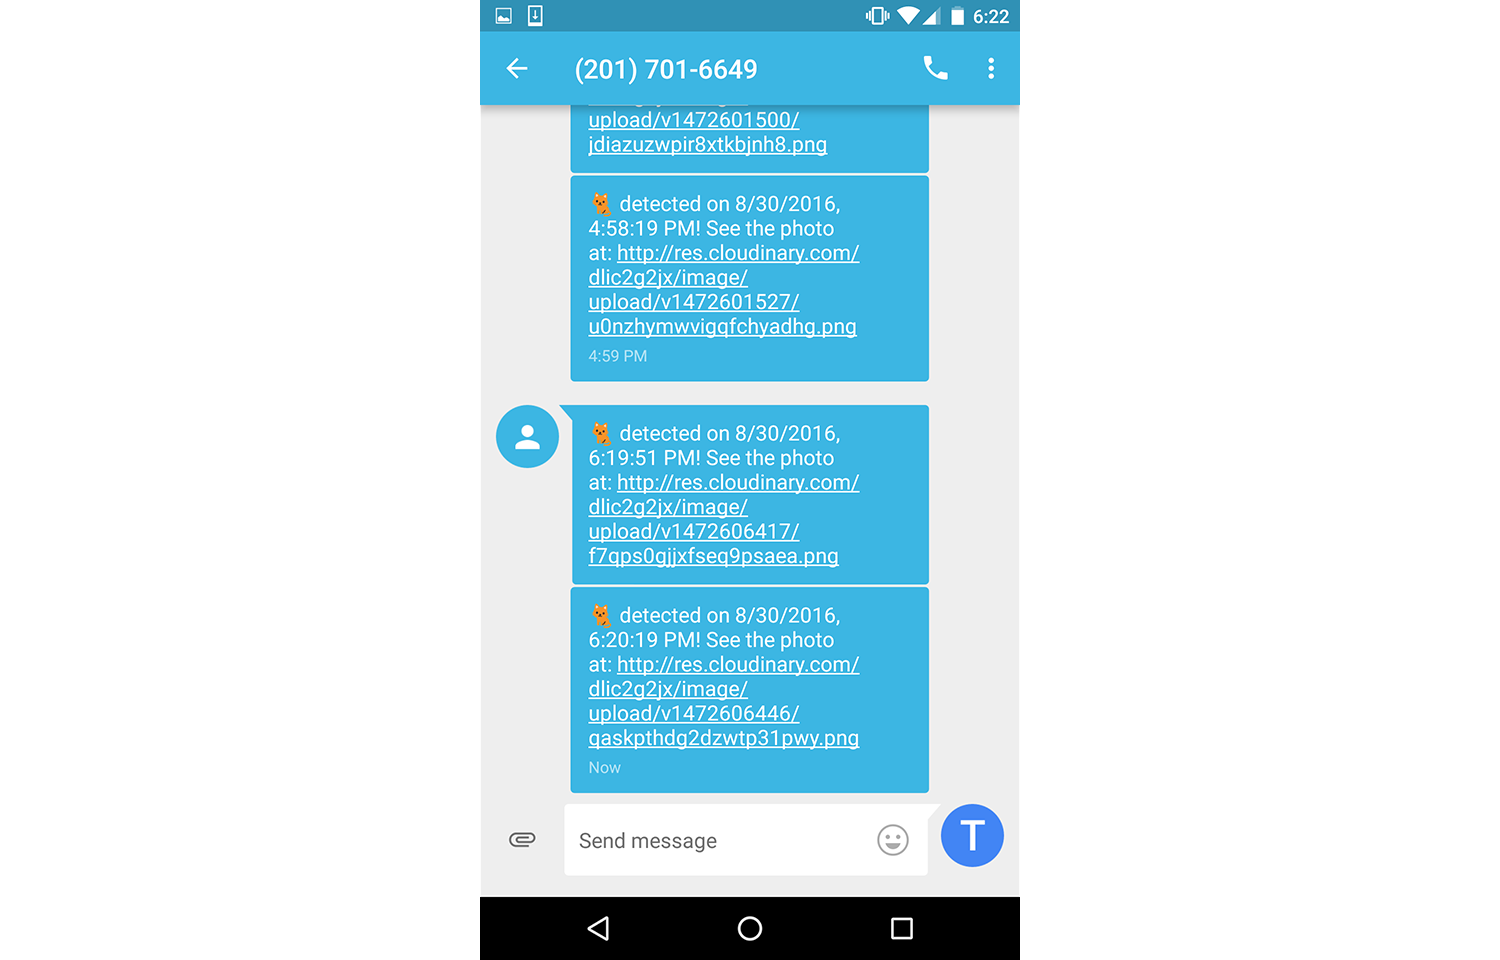 6:22
(201) 701-6649
upload/v1472601500/
jdiazuzwpir8xtkbjnh8.png
🐈 detected on 8/30/2016,
4:58:19 PM! See the photo
at: http://res.cloudinary.com/
dlic2g2jx/image/
upload/v1472601527/
u0nzhymwvigqfchyadhg.png
4:59 PM
🐈 detected on 8/30/2016,
6:19:51 PM! See the photo
at: http://res.cloudinary.com/
dlic2g2jx/image/
upload/v1472606417/
f7qps0gjjxfseq9psaea.png
🐈 detected on 8/30/2016,
6:20:19 PM! See the photo
at: http://res.cloudinary.com/
dlic2g2jx/image/
upload/v1472606446/
qaskpthdg2dzwtp31pwy.png
Now
Send message
T